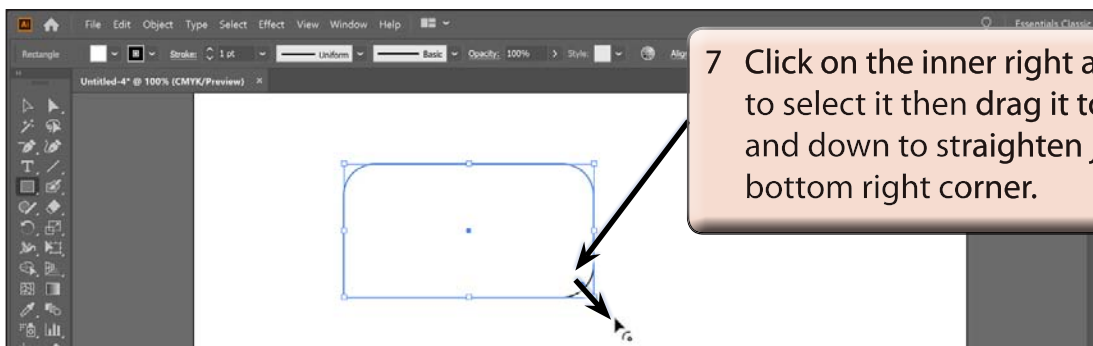 Ai File Edit Object Type Select Effect View Window Help Essentials Classic
Rectangle Stroke: 1 pt Uniform Basic Opacity: 100% Style:
Untitled-4* @ 100% (CMYK/Preview) ×
7 Click on the inner right
to select it then drag it
and down to straighten
bottom right corner.